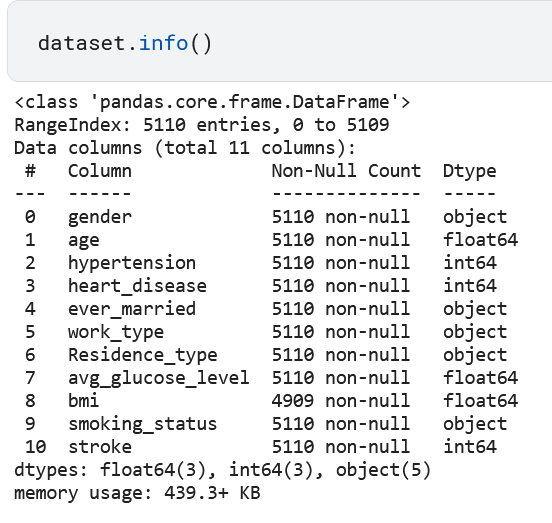 dataset.info()
<class 'pandas.core.frame.DataFrame'>
RangeIndex: 5110 entries, 0 to 5109
Data columns (total 11 columns):
 #   Column             Non-Null Count  Dtype
---  ------             --------------  -----
 0   gender             5110 non-null   object
 1   age                5110 non-null   float64
 2   hypertension       5110 non-null   int64
 3   heart_disease      5110 non-null   int64
 4   ever_married       5110 non-null   object
 5   work_type          5110 non-null   object
 6   Residence_type     5110 non-null   object
 7   avg_glucose_level  5110 non-null   float64
 8   bmi                4909 non-null   float64
 9   smoking_status     5110 non-null   object
 10  stroke             5110 non-null   int64
dtypes: float64(3), int64(3), object(5)
memory usage: 439.3+ KB